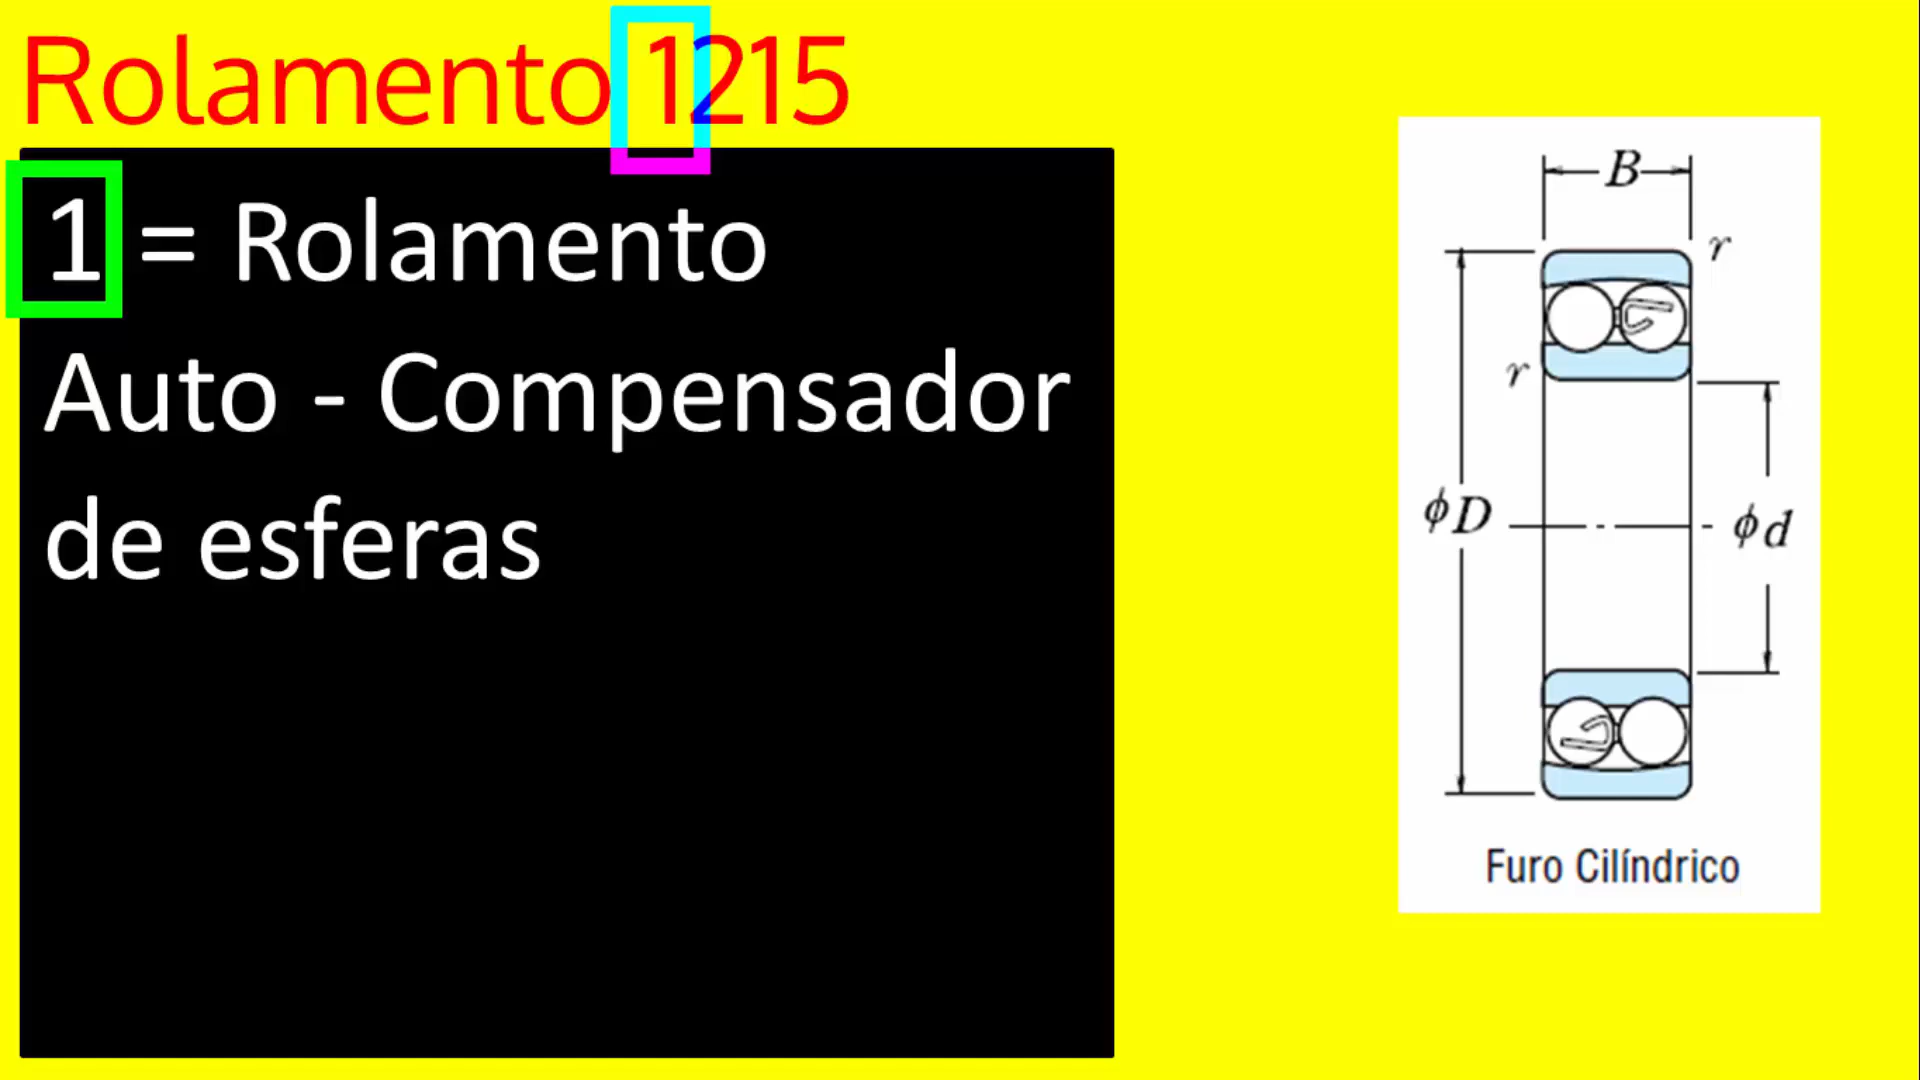 Rolamento 1215
1 = Rolamento
Auto - Compensador
de esferas
B
r
r
ϕD
ϕd
Furo Cilíndrico